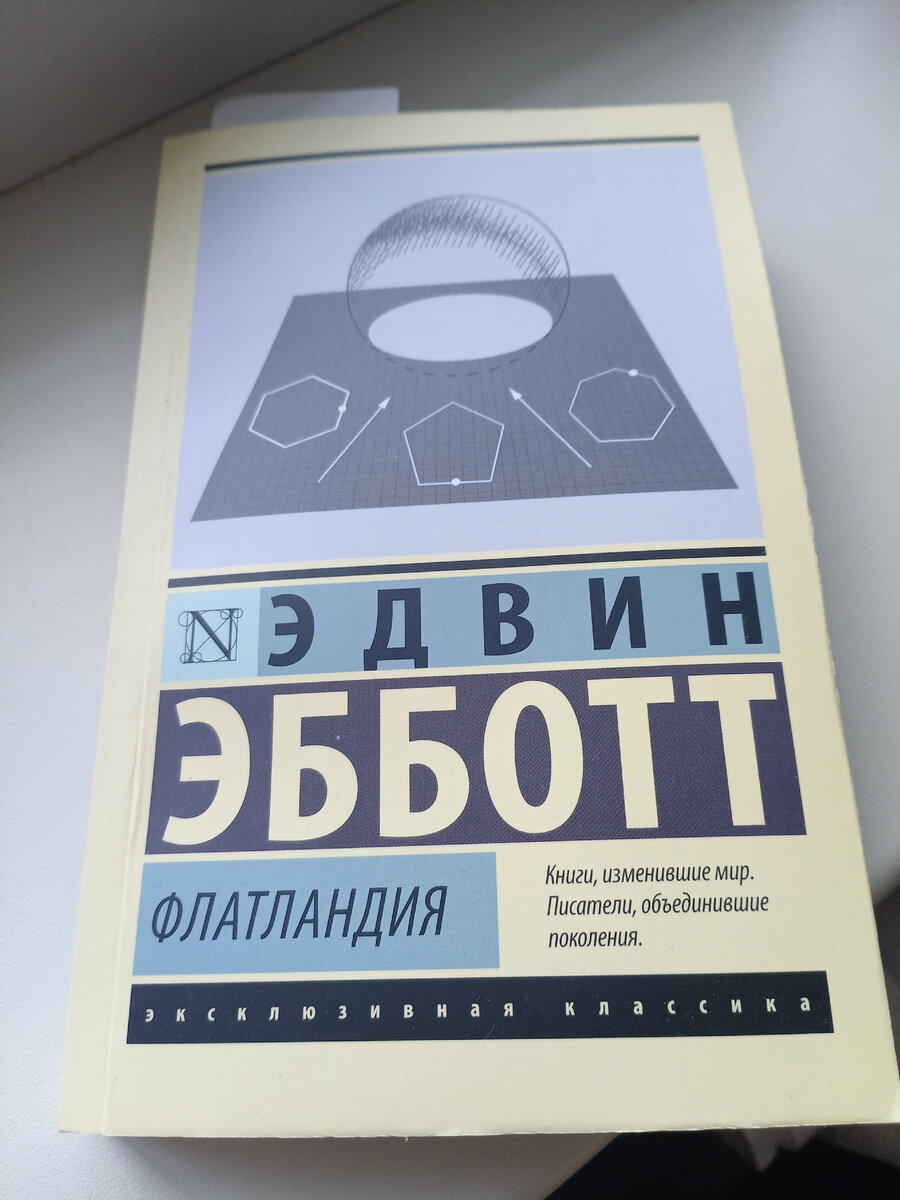 N ЭДВИН
ЭББОТТ
ФЛАТЛАНДИЯ
Книги, изменившие мир.
Писатели, объединившие
поколения.
эксклюзивная классика